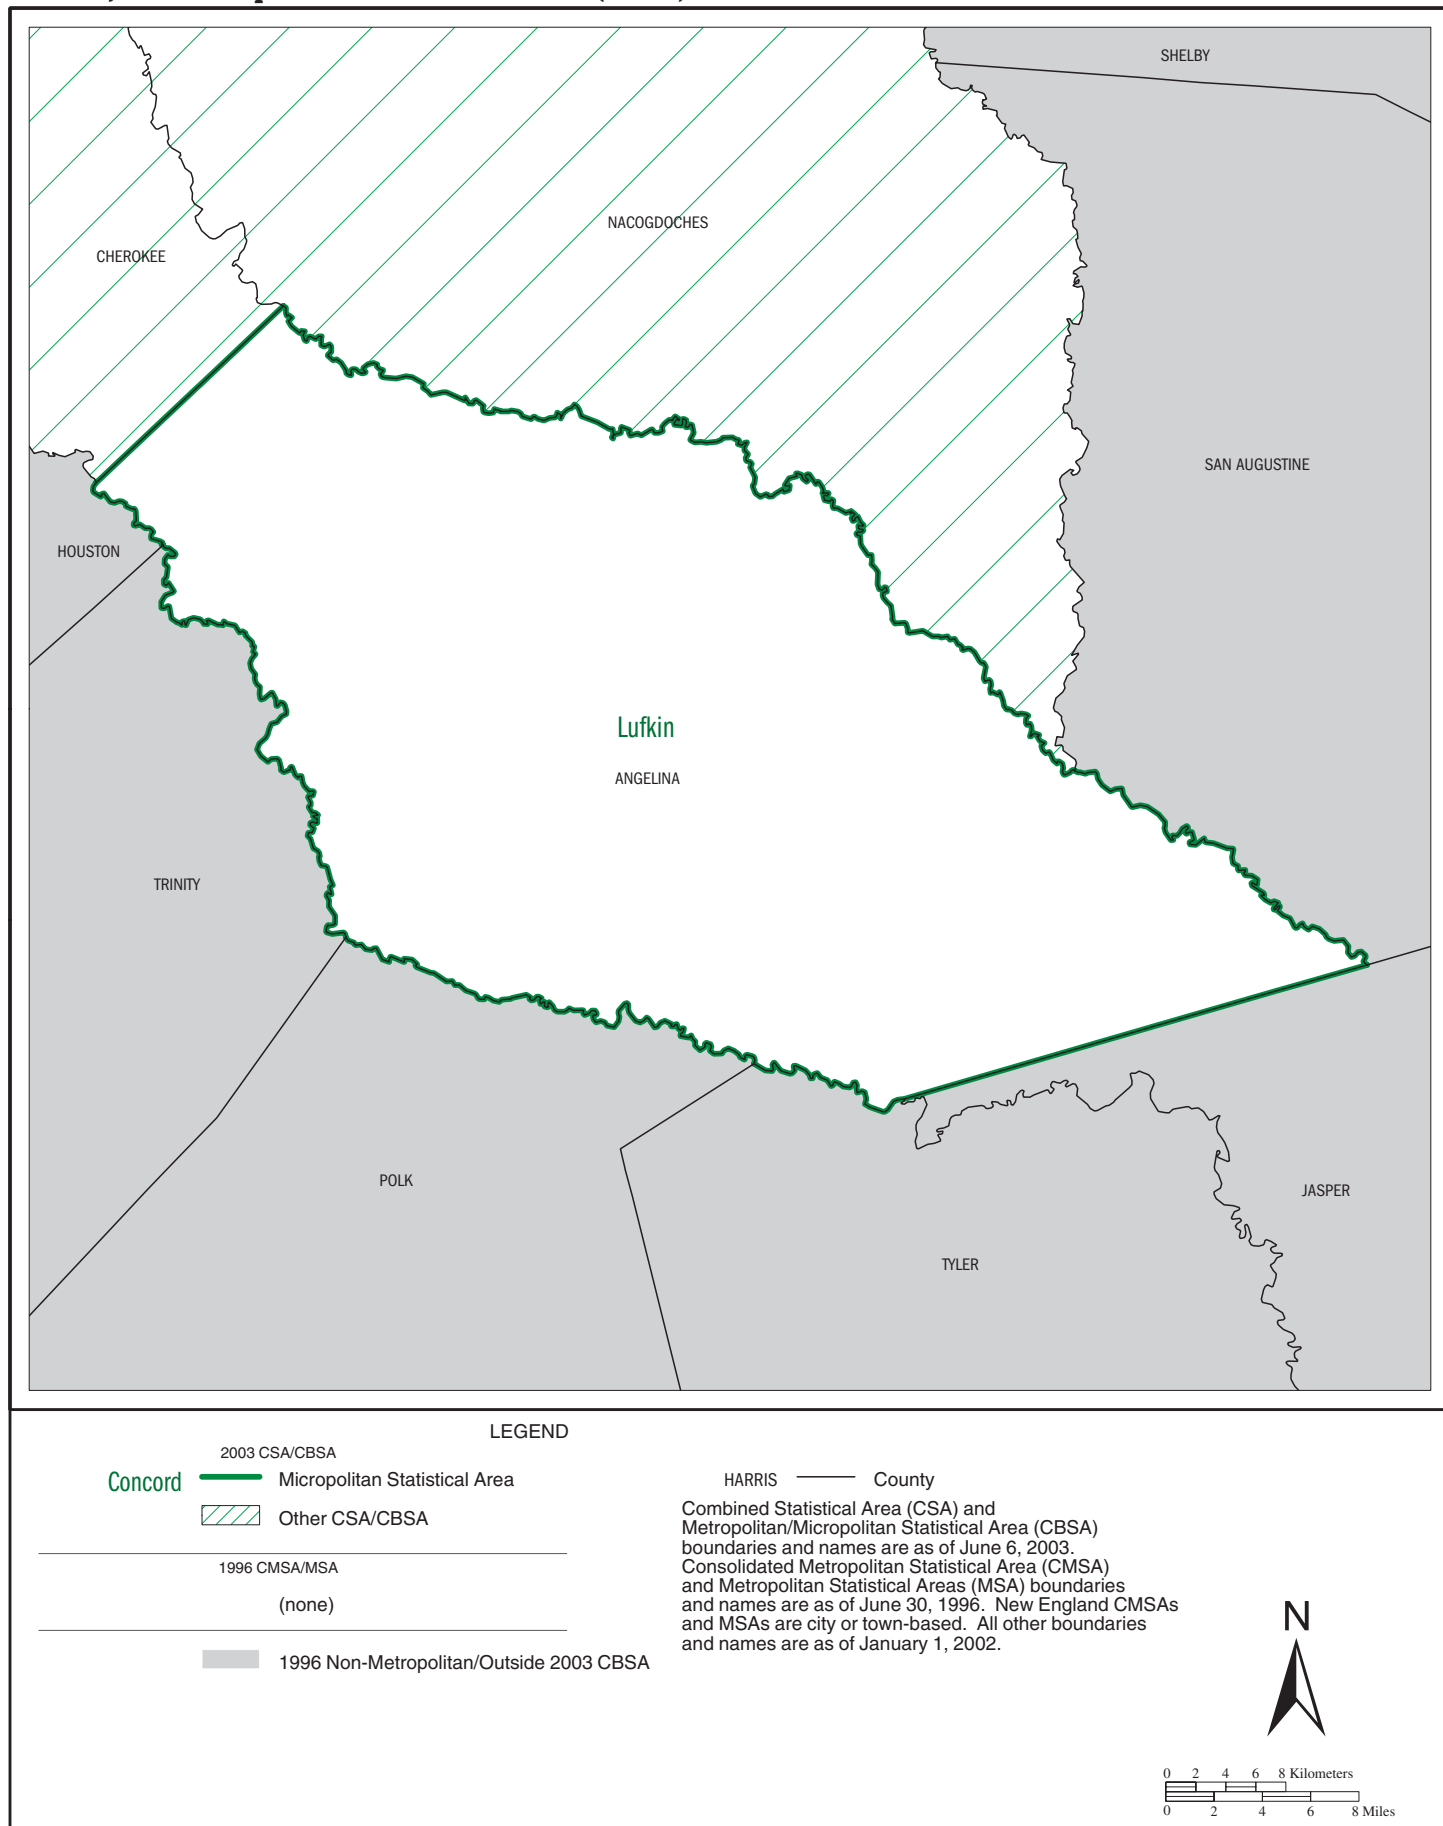 SHELBY
NACOGDOCHES
CHEROKEE
SAN AUGUSTINE
HOUSTON
Lufkin
ANGELINA
TRINITY
POLK
JASPER
TYLER
LEGEND
2003 CSA/CBSA
Concord Micropolitan Statistical Area
Other CSA/CBSA
1996 CMSA/MSA
(none)
1996 Non-Metropolitan/Outside 2003 CBSA
HARRIS County
Combined Statistical Area (CSA) and
Metropolitan/Micropolitan Statistical Area (CBSA)
boundaries and names are as of June 6, 2003.
Consolidated Metropolitan Statistical Area (CMSA)
and Metropolitan Statistical Areas (MSA) boundaries
and names are as of June 30, 1996. New England CMSAs
and MSAs are city or town-based. All other boundaries
and names are as of January 1, 2002.
N
0 2 4 6 8 Kilometers
0 2 4 6 8 Miles